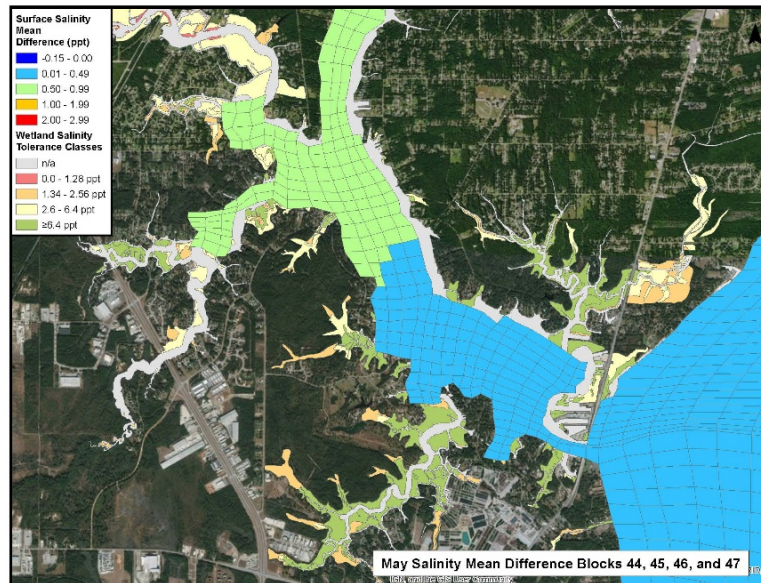 Surface Salinity
Mean
Difference (ppt)
-0.15 - 0.00
0.01 - 0.49
0.50 - 0.99
1.00 - 1.99
2.00 - 2.99
Wetland Salinity
Tolerance Classes
n/a
0.0 - 1.28 ppt
1.34 - 2.56 ppt
2.6 - 6.4 ppt
≥6.4 ppt
May Salinity Mean Difference Blocks 44, 45, 46, and 47
User Community